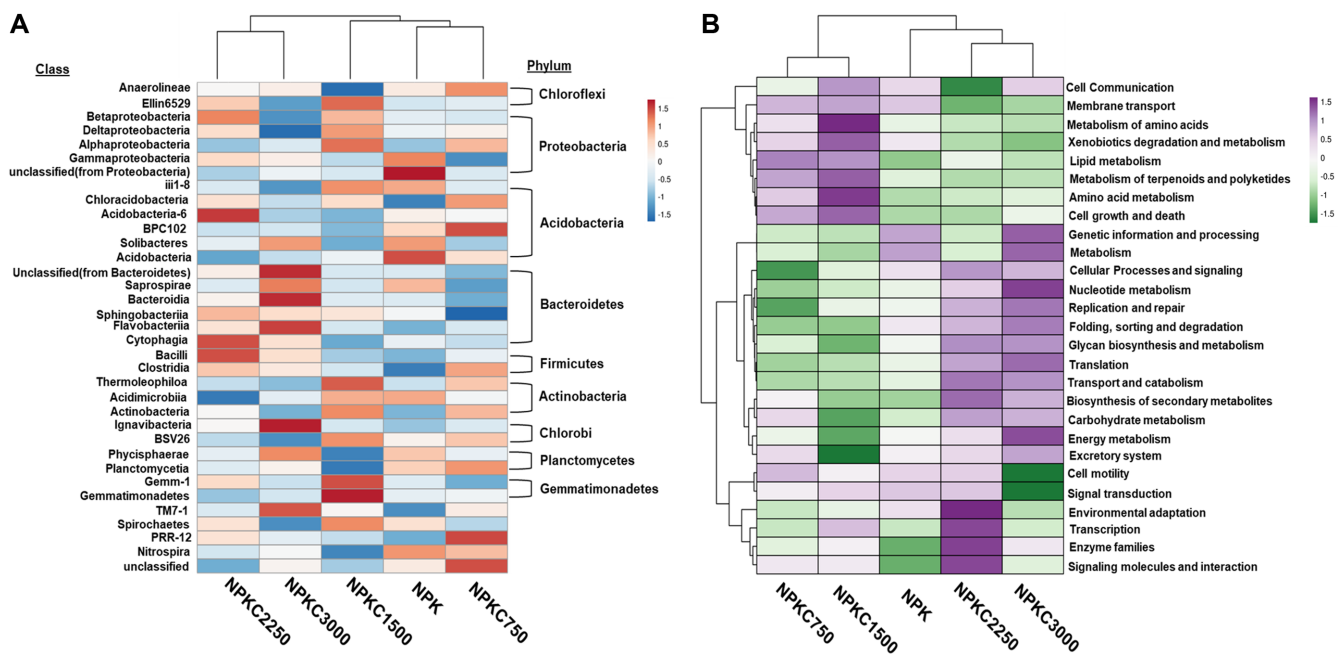 A
Class
Phylum
Anaerolineae
Ellin6529
Betaproteobacteria
Deltaproteobacteria
Alphaproteobacteria
Gammaproteobacteria
unclassified(from Proteobacteria)
iii1-8
Chloracidobacteria
Acidobacteria-6
BPC102
Solibacteres
Acidobacteria
Unclassified(from Bacteroidetes)
Saprospirae
Bacteroidia
Sphingobacteriia
Flavobacteriia
Cytophagia
Bacilli
Clostridia
Thermoleophiloa
Acidimicrobiia
Actinobacteria
Ignavibacteria
BSV26
Phycisphaerae
Planctomycetia
Gemm-1
Gemmatimonadetes
TM7-1
Spirochaetes
PRR-12
Nitrospira
unclassified
Chloroflexi
Proteobacteria
Acidobacteria
Bacteroidetes
Firmicutes
Actinobacteria
Chlorobi
Planctomycetes
Gemmatimonadetes
1.5
1
0.5
0
-0.5
-1
-1.5
NPKC2250
NPKC3000
NPKC1500
NPK
NPKC750
B
Cell Communication
Membrane transport
Metabolism of amino acids
Xenobiotics degradation and metabolism
Lipid metabolism
Metabolism of terpenoids and polyketides
Amino acid metabolism
Cell growth and death
Genetic information and processing
Metabolism
Cellular Processes and signaling
Nucleotide metabolism
Replication and repair
Folding, sorting and degradation
Glycan biosynthesis and metabolism
Translation
Transport and catabolism
Biosynthesis of secondary metabolites
Carbohydrate metabolism
Energy metabolism
Excretory system
Cell motility
Signal transduction
Environmental adaptation
Transcription
Enzyme families
Signaling molecules and interaction
1.5
1
0.5
0
-0.5
-1
-1.5
NPKC750
NPKC1500
NPK
NPKC2250
NPKC3000